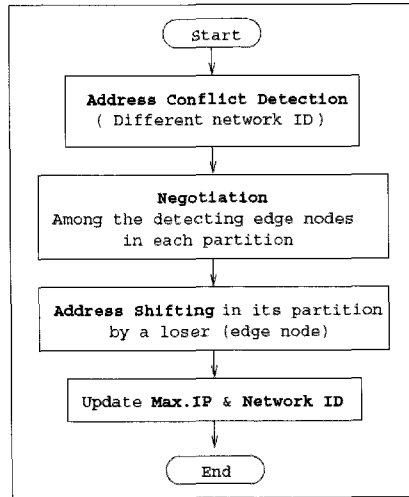 Start
Address Conflict Detection
( Different network ID )
Negotiation
Among the detecting edge nodes
in each partition
Address Shifting in its partition
by a loser (edge node)
Update Max.IP & Network ID
End